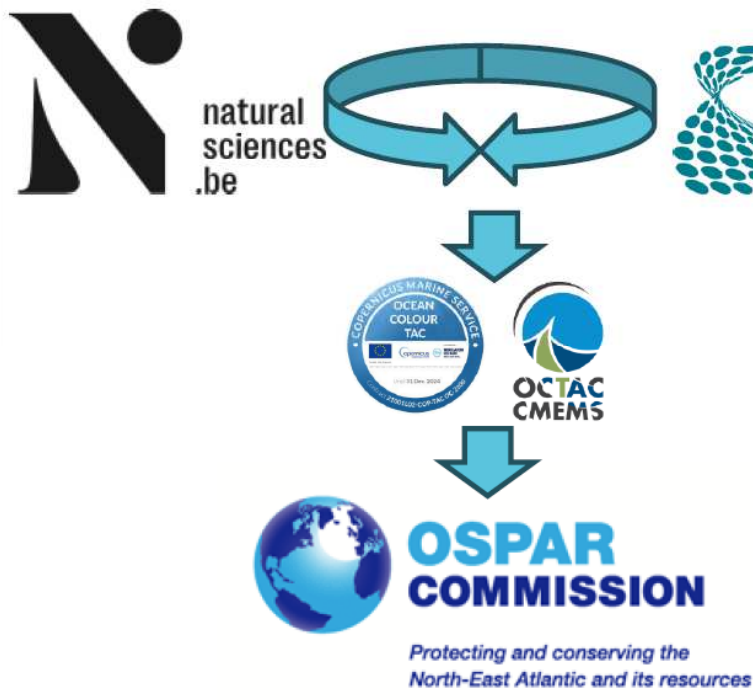 natural
sciences
.be
COPERNICUS MARINE SERVICE
OCEAN
COLOUR
TAC
OCTAC
CMEMS
OSPAR
COMMISSION
Protecting and conserving the
North-East Atlantic and its resources